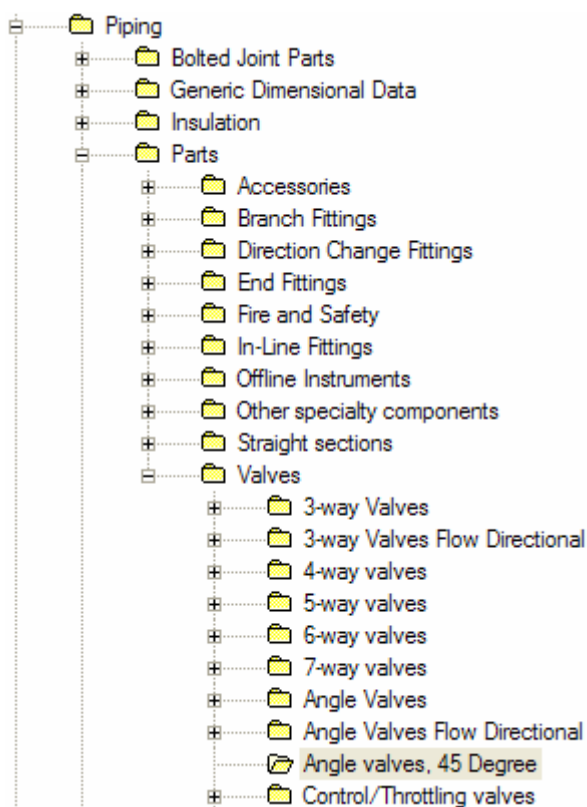 Piping
Bolted Joint Parts
Generic Dimensional Data
Insulation
Parts
Accessories
Branch Fittings
Direction Change Fittings
End Fittings
Fire and Safety
In-Line Fittings
Offline Instruments
Other specialty components
Straight sections
Valves
3-way Valves
3-way Valves Flow Directional
4-way valves
5-way valves
6-way valves
7-way valves
Angle Valves
Angle Valves Flow Directional
Angle valves, 45 Degree
Control/Throttling valves